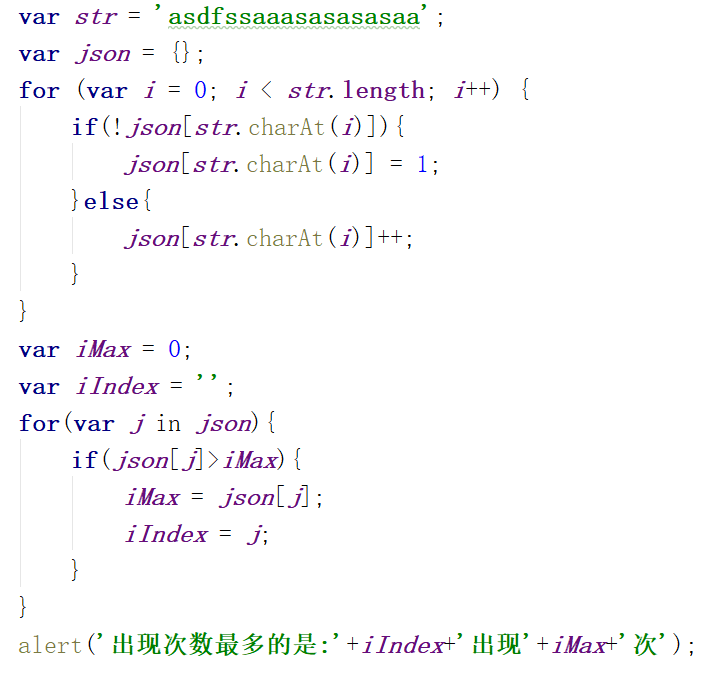 var str = 'asdfssaaasasasasaa';
var json = {};
for (var i = 0; i < str.length; i++) {
    if(!json[str.charAt(i)]){
        json[str.charAt(i)] = 1;
    }else{
        json[str.charAt(i)]++;
    }
}
var iMax = 0;
var iIndex = '';
for(var j in json){
    if(json[j]>iMax){
        iMax = json[j];
        iIndex = j;
    }
}
alert('出现次数最多的是:'+iIndex+'出现'+iMax+'次');